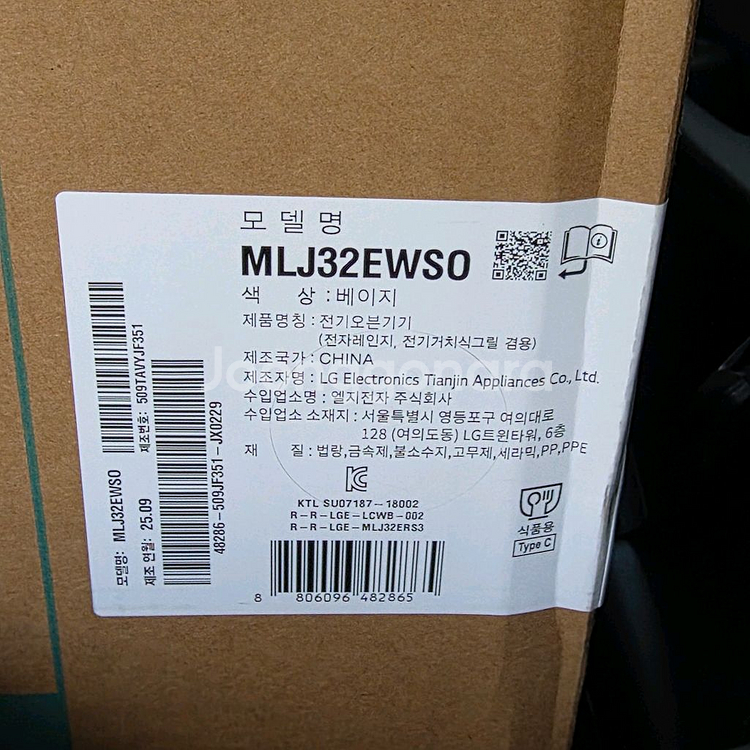 모델명
MLJ32EWSO
색 상 : 베이지
제품명칭 : 전기오븐기기
(전자레인지, 전기거치식그릴 겸용)
제조국가 : CHINA
제조자명 : LG Electronics Tianjin Appliances Co., Ltd.
수입업소명 : 엘지전자 주식회사
수입업소 소재지 : 서울특별시 영등포구 여의대로
128 (여의도동) LG트윈타워, 6층
재 질 : 법랑,금속제,불소수지,고무제,세라믹,PP,PPE
KTL SU07187-18002
R-R-LGE-LCWB-002
R-R-LGE-MLJ32ERS3
식품용
Type C
8 806096 482865
모델명: MLJ32EWSO
제조번호: 509TAVYJF351
제조 연월: 25.09
48286-509JF351-JX0229
Joonggonara